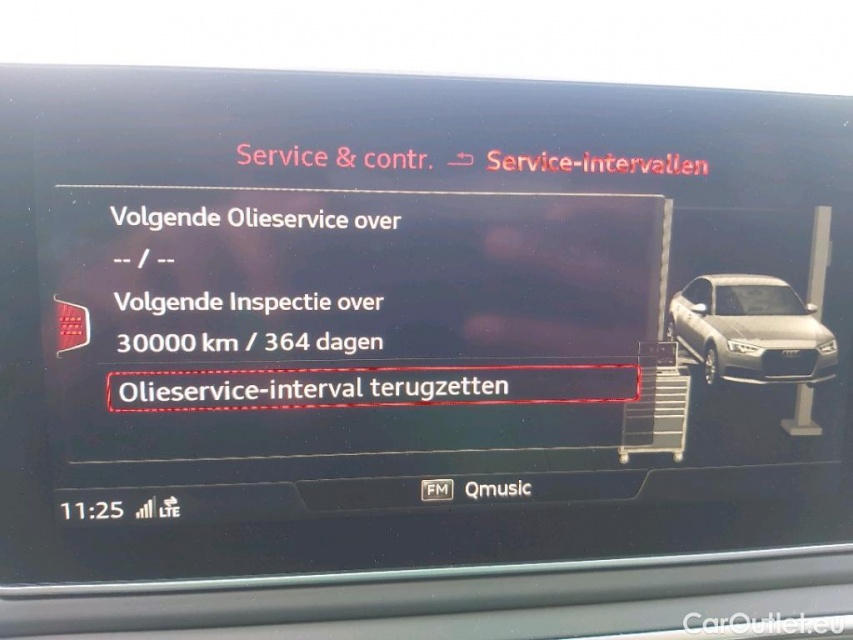 Service & contr. Service-intervallen
Volgende Olieservice over
-- / --
Volgende Inspectie over
30000 km / 364 dagen
Olieservice-interval terugzetten
FM Qmusic
11:25 LTE
CarOutlet.eu